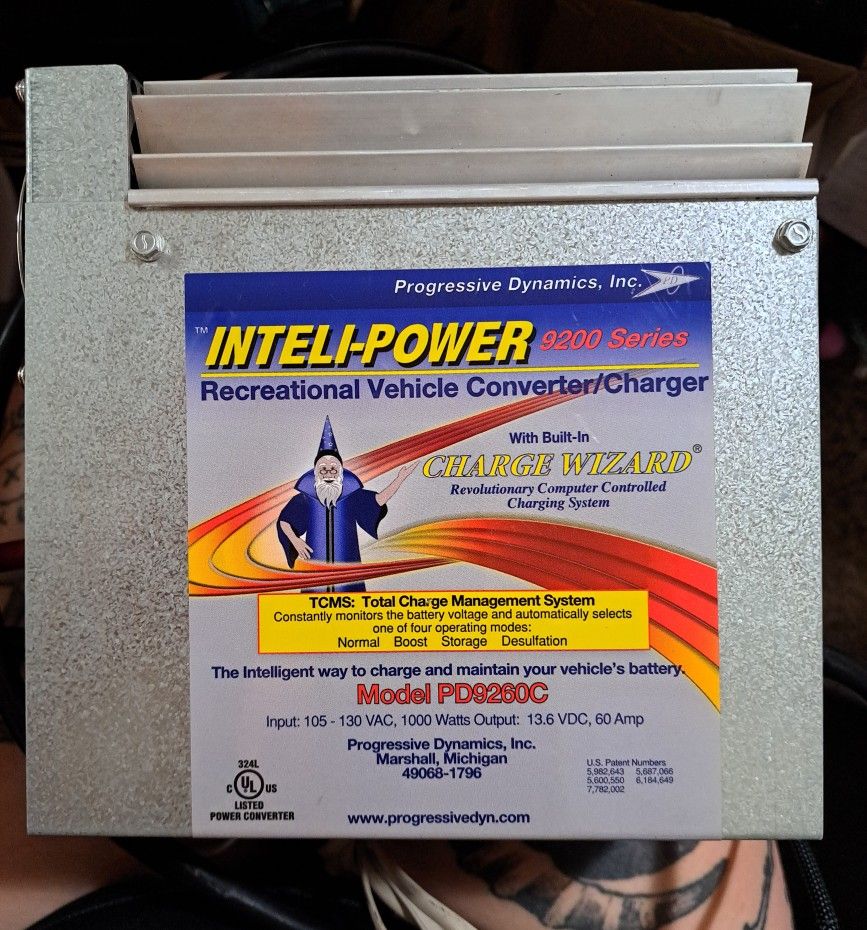 Progressive Dynamics, Inc.
PD
™INTELI-POWER 9200 Series
Recreational Vehicle Converter/Charger
With Built-In
CHARGE WIZARD®
Revolutionary Computer Controlled
Charging System
TCMS: Total Charge Management System
Constantly monitors the battery voltage and automatically selects
one of four operating modes:
Normal Boost Storage Desulfation
The Intelligent way to charge and maintain your vehicle's battery.
Model PD9260C
Input: 105 - 130 VAC, 1000 Watts Output: 13.6 VDC, 60 Amp
Progressive Dynamics, Inc.
Marshall, Michigan
49068-1796
324L
C UL US
LISTED
POWER CONVERTER
U.S. Patent Numbers
5,982,643 5,687,066
5,600,550 6,184,649
7,782,002
www.progressivedyn.com